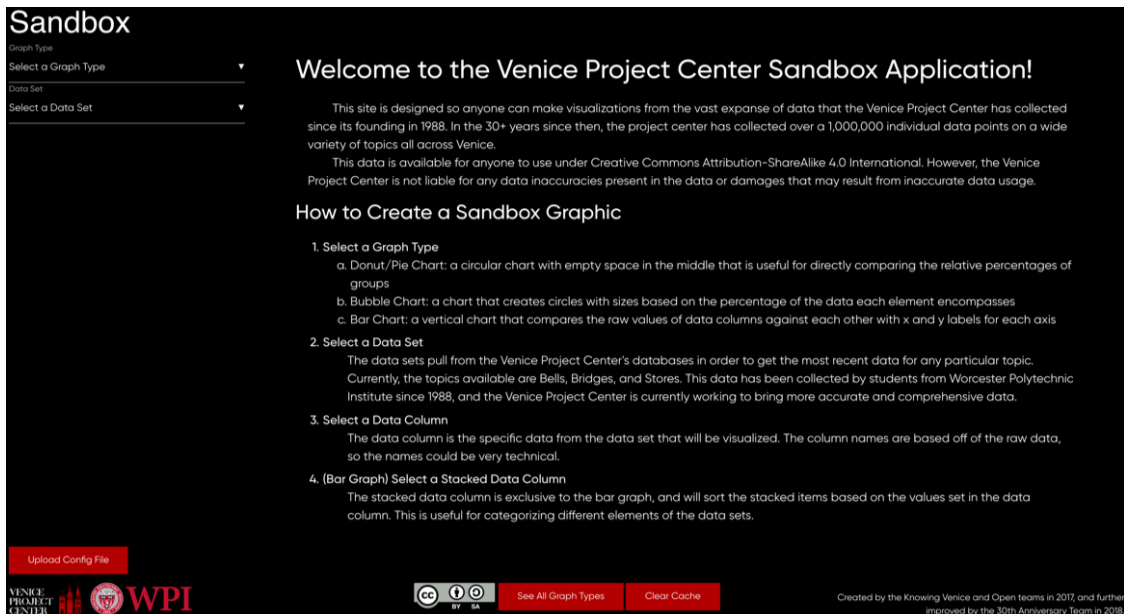 Sandbox
Graph Type
Select a Graph Type
Data Set
Select a Data Set
Welcome to the Venice Project Center Sandbox Application!
This site is designed so anyone can make visualizations from the vast expanse of data that the Venice Project Center has collected
since its founding in 1988. In the 30+ years since then, the project center has collected over a 1,000,000 individual data points on a wide
variety of topics all across Venice.
This data is available for anyone to use under Creative Commons Attribution-ShareAlike 4.0 International. However, the Venice
Project Center is not liable for any data inaccuracies present in the data or damages that may result from inaccurate data usage.
How to Create a Sandbox Graphic
1. Select a Graph Type
a. Donut/Pie Chart: a circular chart with empty space in the middle that is useful for directly comparing the relative percentages of
groups
b. Bubble Chart: a chart that creates circles with sizes based on the percentage of the data each element encompasses
c. Bar Chart: a vertical chart that compares the raw values of data columns against each other with x and y labels for each axis
2. Select a Data Set
The data sets pull from the Venice Project Center's databases in order to get the most recent data for any particular topic.
Currently, the topics available are Bells, Bridges, and Stores. This data has been collected by students from Worcester Polytechnic
Institute since 1988, and the Venice Project Center is currently working to bring more accurate and comprehensive data.
3. Select a Data Column
The data column is the specific data from the data set that will be visualized. The column names are based off of the raw data,
so the names could be very technical.
4. (Bar Graph) Select a Stacked Data Column
The stacked data column is exclusive to the bar graph, and will sort the stacked items based on the values set in the data
column. This is useful for categorizing different elements of the data sets.
Upload Config File
VENICE
PROJECT
CENTER
WPI
cc BY SA
See All Graph Types
Clear Cache
Created by the Knowing Venice and Open teams in 2017, and further
improved by the 30th Anniversary Team in 2018.